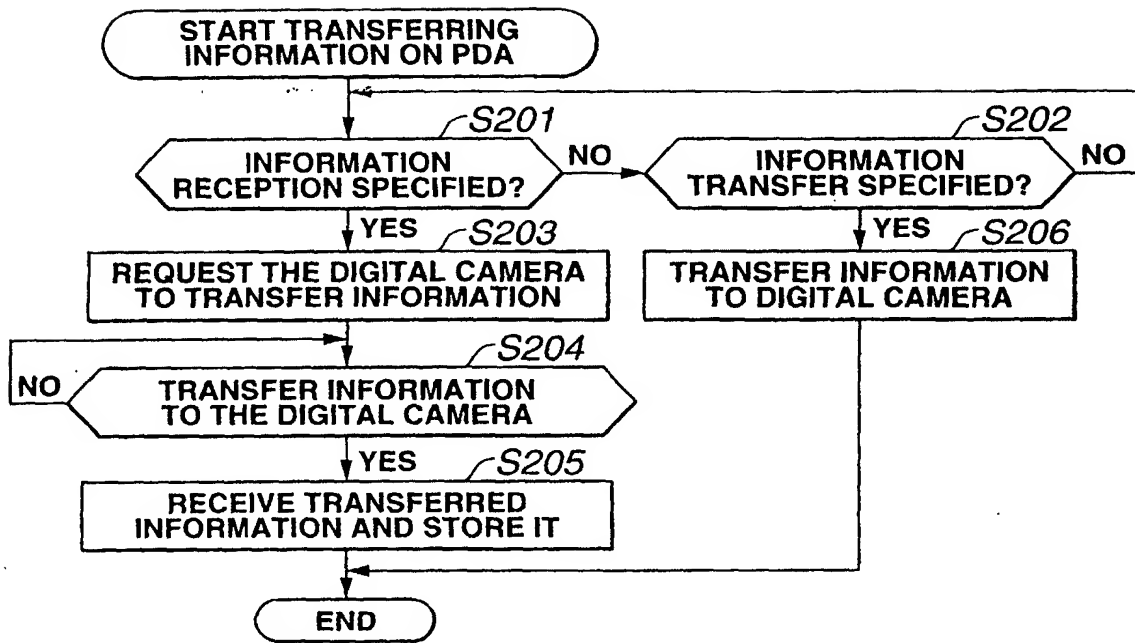 START TRANSFERRING
INFORMATION ON PDA
S201
INFORMATION
RECEPTION SPECIFIED?
NO
S202
INFORMATION
TRANSFER SPECIFIED?
NO
YES
S203
REQUEST THE DIGITAL CAMERA
TO TRANSFER INFORMATION
YES
S206
TRANSFER INFORMATION
TO DIGITAL CAMERA
S204
NO
TRANSFER INFORMATION
TO THE DIGITAL CAMERA
YES
S205
RECEIVE TRANSFERRED
INFORMATION AND STORE IT
END